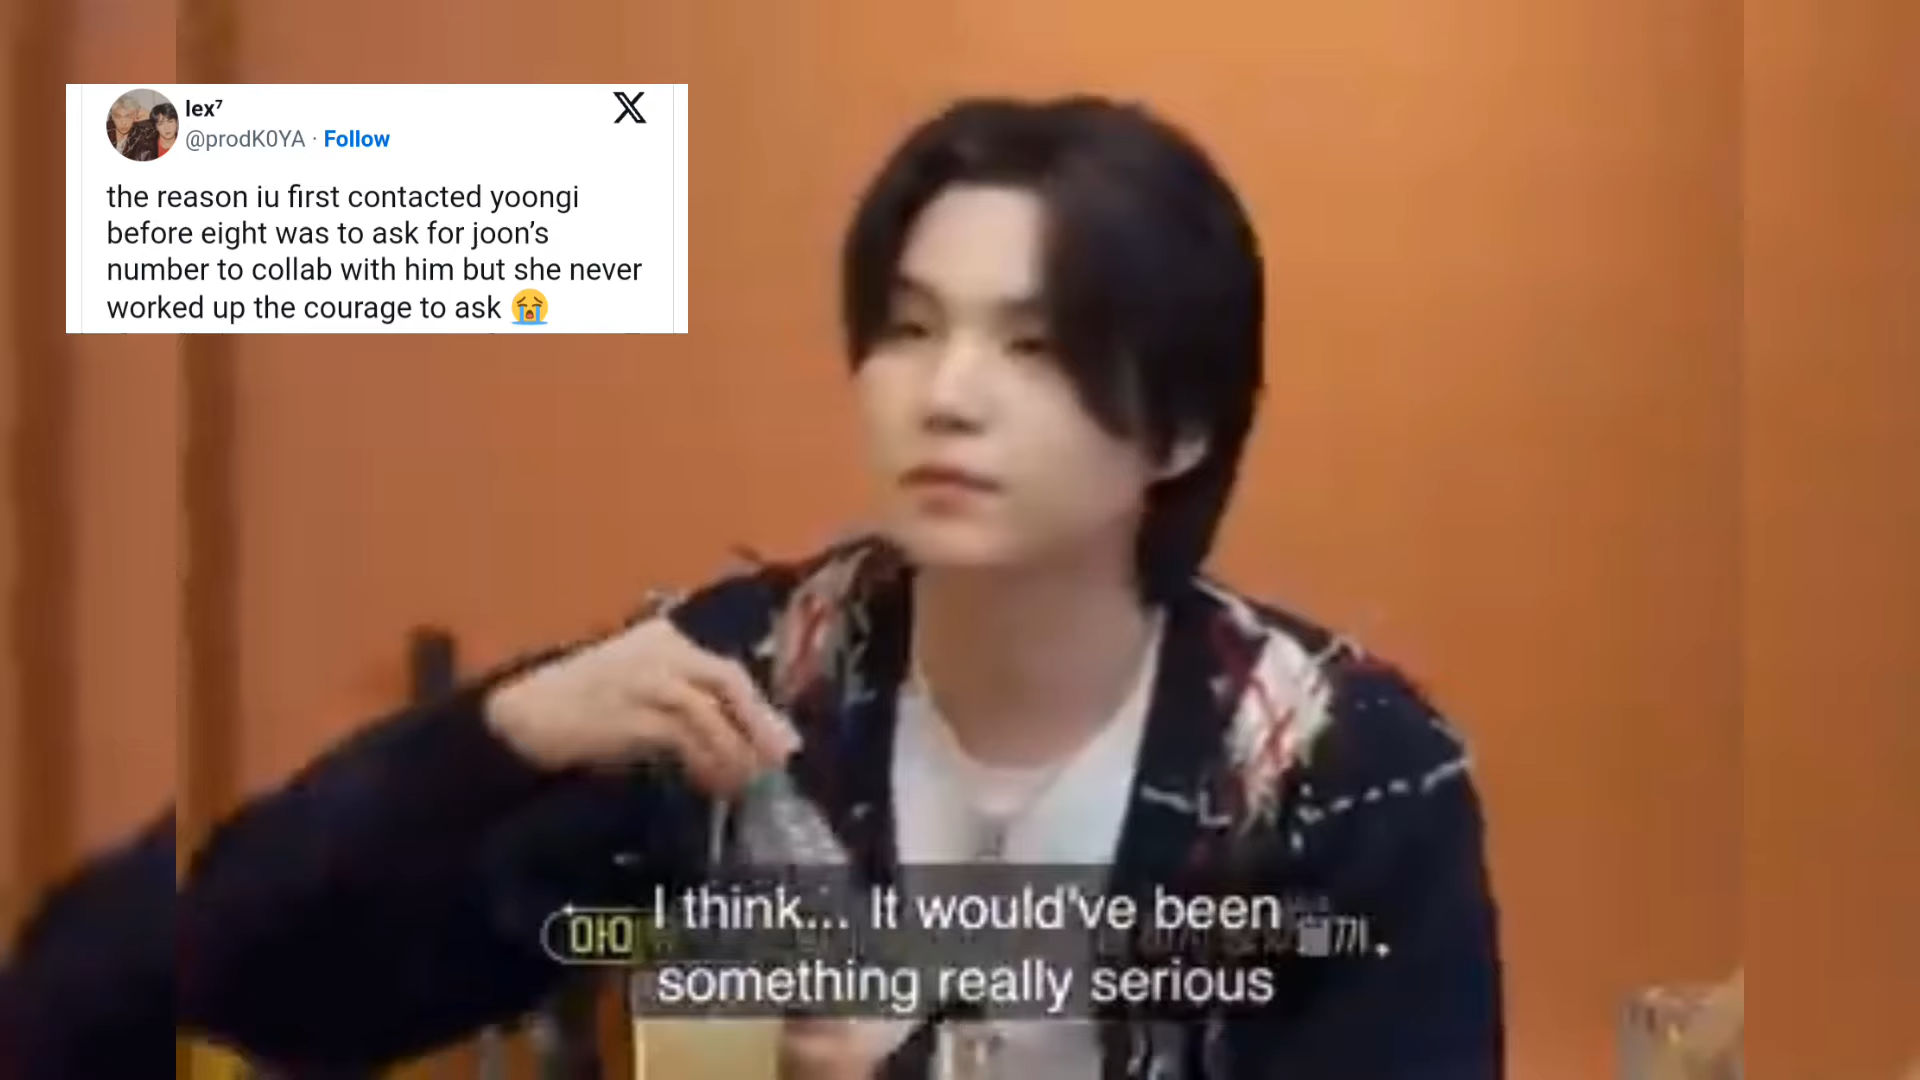 lex⁷
@prodK0YA · Follow
the reason iu first contacted yoongi
before eight was to ask for joon’s
number to collab with him but she never
worked up the courage to ask 😭
I think... It would've been
something really serious